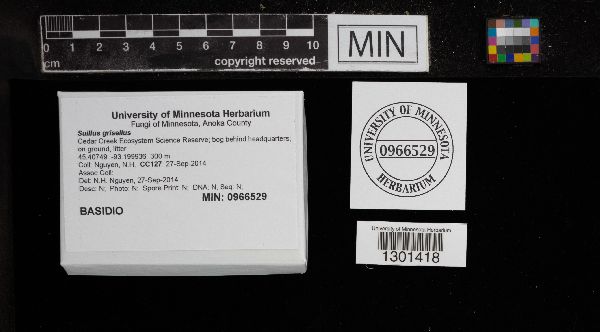 0 1 2 3 4 5 6 7 8 9 10
cm
copyright reserved
MIN
University of Minnesota Herbarium
Fungi of Minnesota, Anoka County
Suillus grisellus
Cedar Creek Ecosystem Science Reserve; bog behind headquarters;
on ground, litter
45.40749 -93.199936 300 m
Coll: Nguyen, N.H. CC127 27-Sep-2014
Assoc Coll:
Det: N.H. Nguyen, 27-Sep-2014
Desc: N; Photo: N; Spore Print: N; DNA: N, Seq: N;
MIN: 0966529
BASIDIO
UNIVERSITY OF MINNESOTA
0966529
HERBARIUM
University of Minnesota Herbarium
1301418